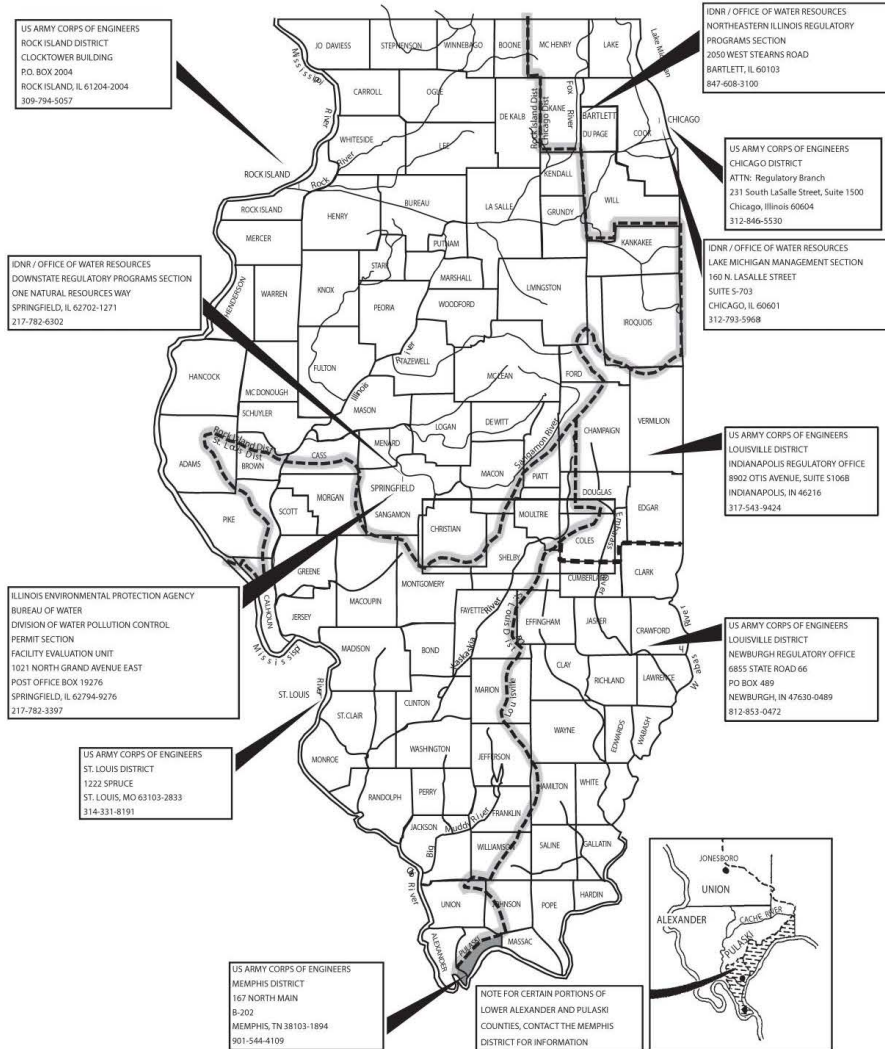 US ARMY CORPS OF ENGINEERS
ROCK ISLAND DISTRICT
CLOCKTOWER BUILDING
P.O. BOX 2004
ROCK ISLAND, IL 61204-2004
309-794-5057
IDNR / OFFICE OF WATER RESOURCES
NORTHEASTERN ILLINOIS REGULATORY
PROGRAMS SECTION
2050 WEST STEARNS ROAD
BARTLETT, IL 60103
847-608-3100
US ARMY CORPS OF ENGINEERS
CHICAGO DISTRICT
ATTN: Regulatory Branch
231 South LaSalle Street, Suite 1500
Chicago, Illinois 60604
312-846-5530
IDNR / OFFICE OF WATER RESOURCES
LAKE MICHIGAN MANAGEMENT SECTION
160 N. LASALLE STREET
SUITE S-703
CHICAGO, IL 60601
312-793-5968
IDNR / OFFICE OF WATER RESOURCES
DOWNSTATE REGULATORY PROGRAMS SECTION
ONE NATURAL RESOURCES WAY
SPRINGFIELD, IL 62702-1271
217-782-6302
US ARMY CORPS OF ENGINEERS
LOUISVILLE DISTRICT
INDIANAPOLIS REGULATORY OFFICE
8902 OTIS AVENUE, SUITE S106B
INDIANAPOLIS, IN 46216
317-543-9424
ILLINOIS ENVIRONMENTAL PROTECTION AGENCY
BUREAU OF WATER
DIVISION OF WATER POLLUTION CONTROL
PERMIT SECTION
FACILITY EVALUATION UNIT
1021 NORTH GRAND AVENUE EAST
POST OFFICE BOX 19276
SPRINGFIELD, IL 62794-9276
217-782-3397
US ARMY CORPS OF ENGINEERS
LOUISVILLE DISTRICT
NEWBURGH REGULATORY OFFICE
6855 STATE ROAD 66
PO BOX 489
NEWBURGH, IN 47630-0489
812-853-0472
US ARMY CORPS OF ENGINEERS
ST. LOUIS DISTRICT
1222 SPRUCE
ST. LOUIS, MO 63103-2833
314-331-8191
US ARMY CORPS OF ENGINEERS
MEMPHIS DISTRICT
167 NORTH MAIN
B-202
MEMPHIS, TN 38103-1894
901-544-4109
NOTE FOR CERTAIN PORTIONS OF
LOWER ALEXANDER AND PULASKI
COUNTIES, CONTACT THE MEMPHIS
DISTRICT FOR INFORMATION
JO DAVIESS
STEPHENSON
WINNEBAGO
BOONE
MC HENRY
LAKE
CARROLL
OGLE
DE KALB
Rock Island Dist
Chicago Dist
KANE
Fox
River
BARTLETT
DU PAGE
COOK
CHICAGO
River
WHITESIDE
LEE
ROCK ISLAND
Rock River
KENDALL
WILL
ROCK ISLAND
HENRY
BUREAU
LA SALLE
GRUNDY
MERCER
PUTNAM
KANKAKEE
STARK
MARSHALL
LIVINGSTON
HENDERSON
WARREN
KNOX
PEORIA
WOODFORD
IROQUOIS
HANCOCK
MC DONOUGH
FULTON
Illinois River
TAZEWELL
MCLEAN
FORD
SCHUYLER
MASON
LOGAN
DE WITT
Sangamon River
CHAMPAIGN
VERMILION
Rock Island Dist
St. Louis Dist
ADAMS
BROWN
CASS
MENARD
MACON
PIATT
SPRINGFIELD
DOUGLAS
EDGAR
PIKE
SCOTT
MORGAN
SANGAMON
CHRISTIAN
MOULTRIE
COLES
Embarass
River
SHELBY
GREENE
CUMBERLAND
CLARK
CALHOUN
MACOUPIN
MONTGOMERY
JERSEY
FAYETTE
EFFINGHAM
JASPER
CRAWFORD
MADISON
BOND
Kaskaskia River
CLAY
RICHLAND
LAWRENCE
River
ST. LOUIS
CLINTON
MARION
Louisville
ST.CLAIR
WASHINGTON
WAYNE
EDWARDS
WABASH
MONROE
JEFFERSON
RANDOLPH
PERRY
HAMILTON
WHITE
FRANKLIN
JACKSON
Big Muddy River
WILLIAMSON
SALINE
GALLATIN
River
UNION
JOHNSON
POPE
HARDIN
ALEXANDER
PULASKI
MASSAC
JONESBORO
UNION
ALEXANDER
CACHE RIVER
PULASKI